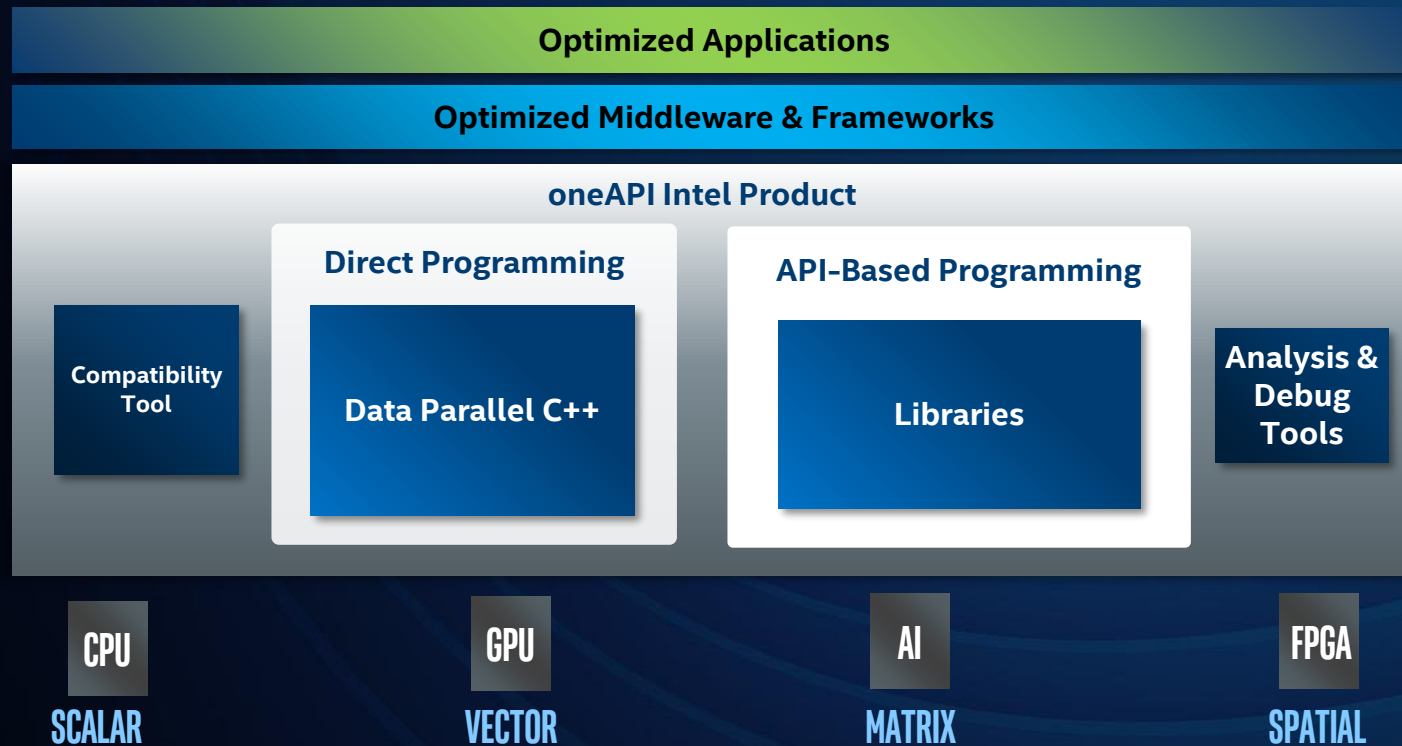 Optimized Applications
Optimized Middleware & Frameworks
oneAPI Intel Product
Direct Programming
API-Based Programming
Compatibility
Tool
Data Parallel C++
Libraries
Analysis &
Debug
Tools
CPU
GPU
AI
FPGA
SCALAR
VECTOR
MATRIX
SPATIAL